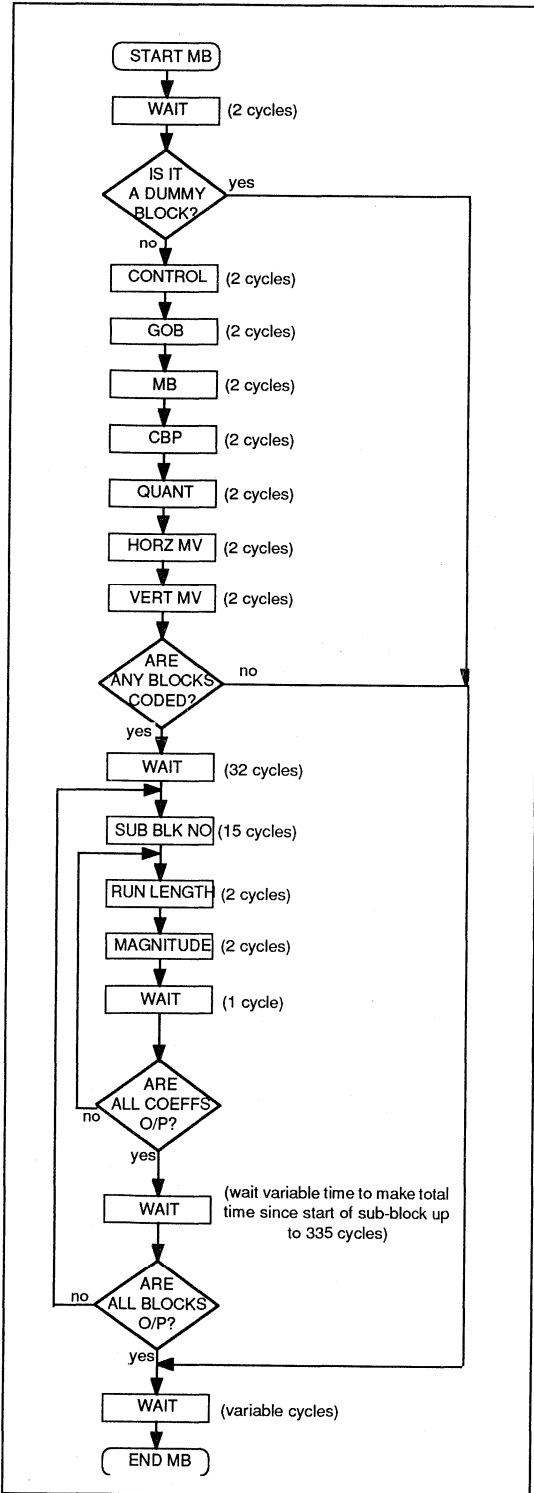 START MB
WAIT (2 cycles)
IS IT
A DUMMY
BLOCK?
yes
no
CONTROL (2 cycles)
GOB (2 cycles)
MB (2 cycles)
CBP (2 cycles)
QUANT (2 cycles)
HORZ MV (2 cycles)
VERT MV (2 cycles)
ARE
ANY BLOCKS
CODED?
no
yes
WAIT (32 cycles)
SUB BLK NO (15 cycles)
RUN LENGTH (2 cycles)
MAGNITUDE (2 cycles)
WAIT (1 cycle)
ARE
ALL COEFFS
O/P?
no
yes
WAIT
(wait variable time to make total
time since start of sub-block up
to 335 cycles)
ARE
ALL BLOCKS
O/P?
no
yes
WAIT (variable cycles)
END MB